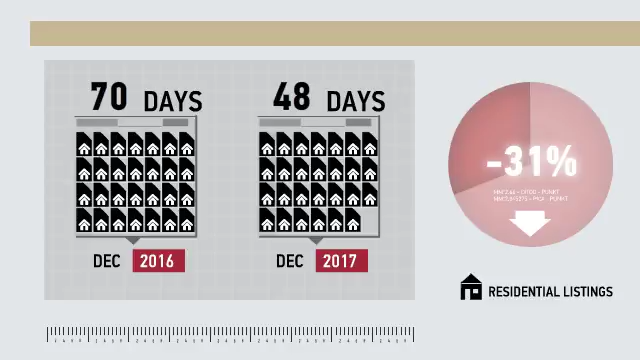 70 DAYS
48 DAYS
DEC 2016
DEC 2017
-31%
RESIDENTIAL LISTINGS